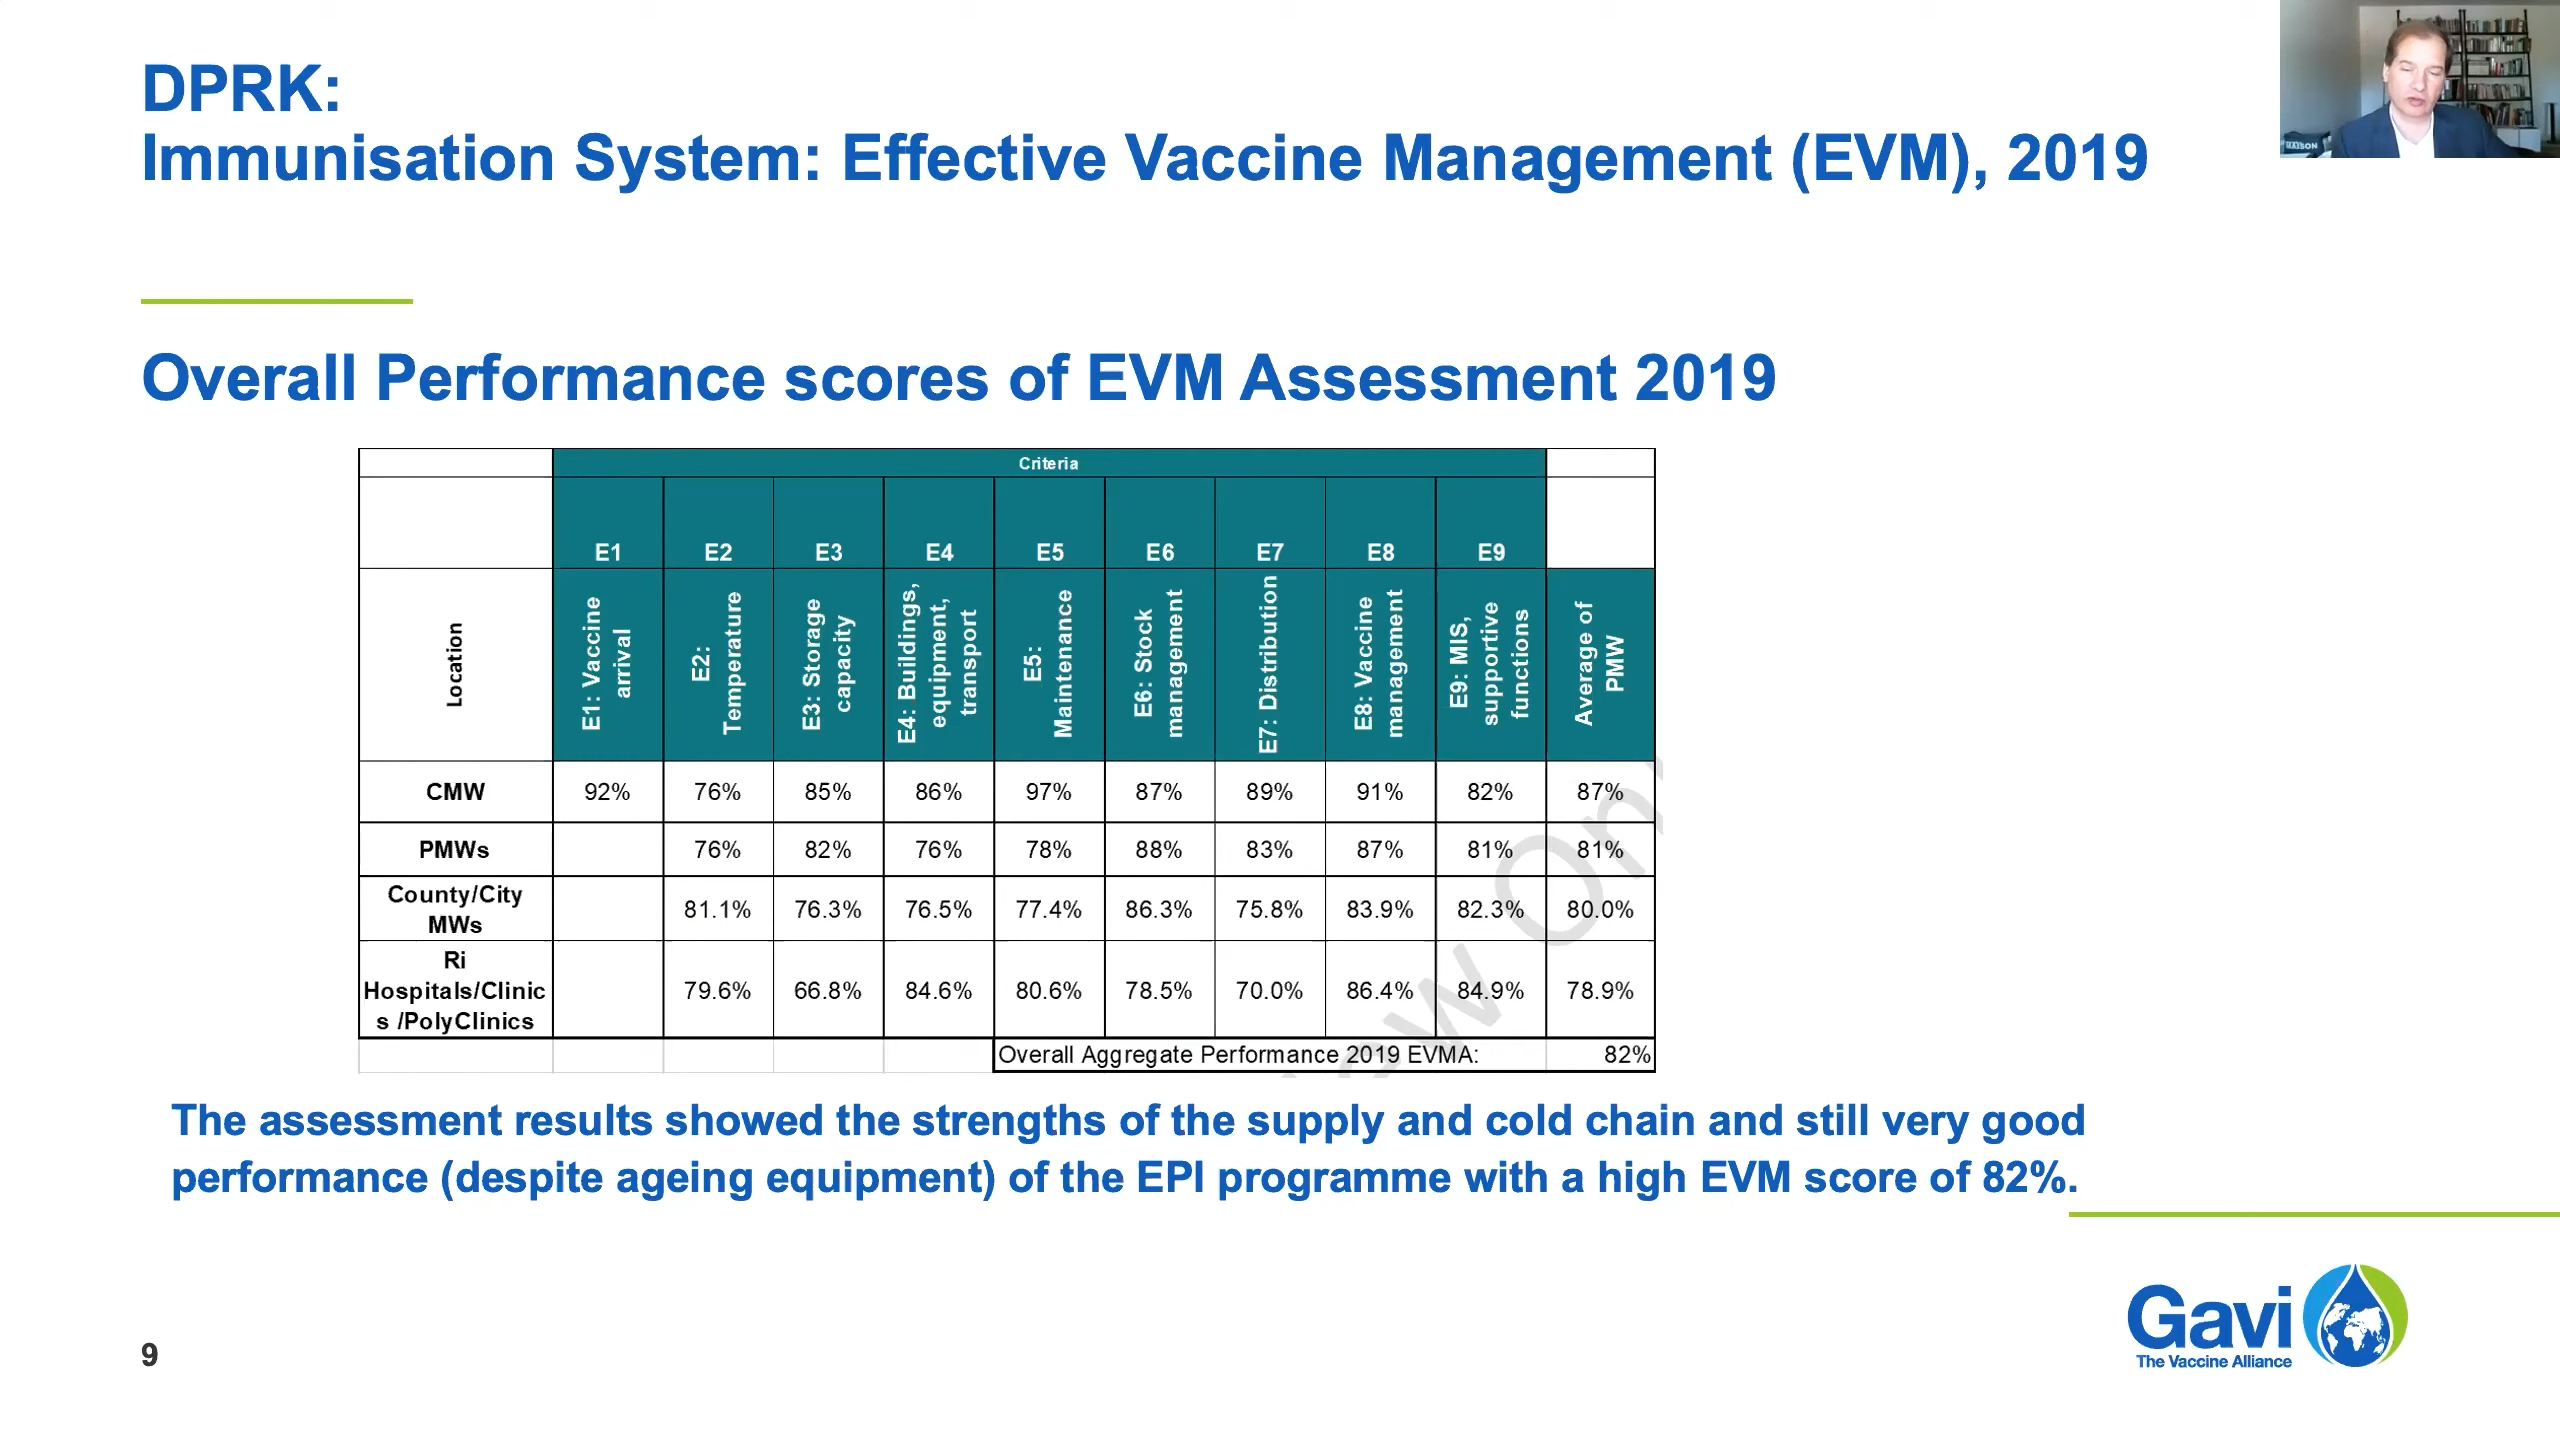 DPRK:
Immunisation System: Effective Vaccine Management (EVM), 2019
MAISON
Overall Performance scores of EVM Assessment 2019
Criteria
E1 E2 E3 E4 E5 E6 E7 E8 E9
Location
E1: Vaccine
arrival
E2:
Temperature
E3: Storage
capacity
E4: Buildings,
equipment,
transport
E5:
Maintenance
E6: Stock
management
E7: Distribution
E8: Vaccine
management
E9: MIS,
supportive
functions
Average of
PMW
CMW 92% 76% 85% 86% 97% 87% 89% 91% 82% 87%
PMWs 76% 82% 76% 78% 88% 83% 87% 81% 81%
County/City
MWs
81.1% 76.3% 76.5% 77.4% 86.3% 75.8% 83.9% 82.3% 80.0%
Ri
Hospitals/Clinic
s /PolyClinics
79.6% 66.8% 84.6% 80.6% 78.5% 70.0% 86.4% 84.9% 78.9%
Overall Aggregate Performance 2019 EVMA: 82%
The assessment results showed the strengths of the supply and cold chain and still very good
performance (despite ageing equipment) of the EPI programme with a high EVM score of 82%.
9
Gavi
The Vaccine Alliance